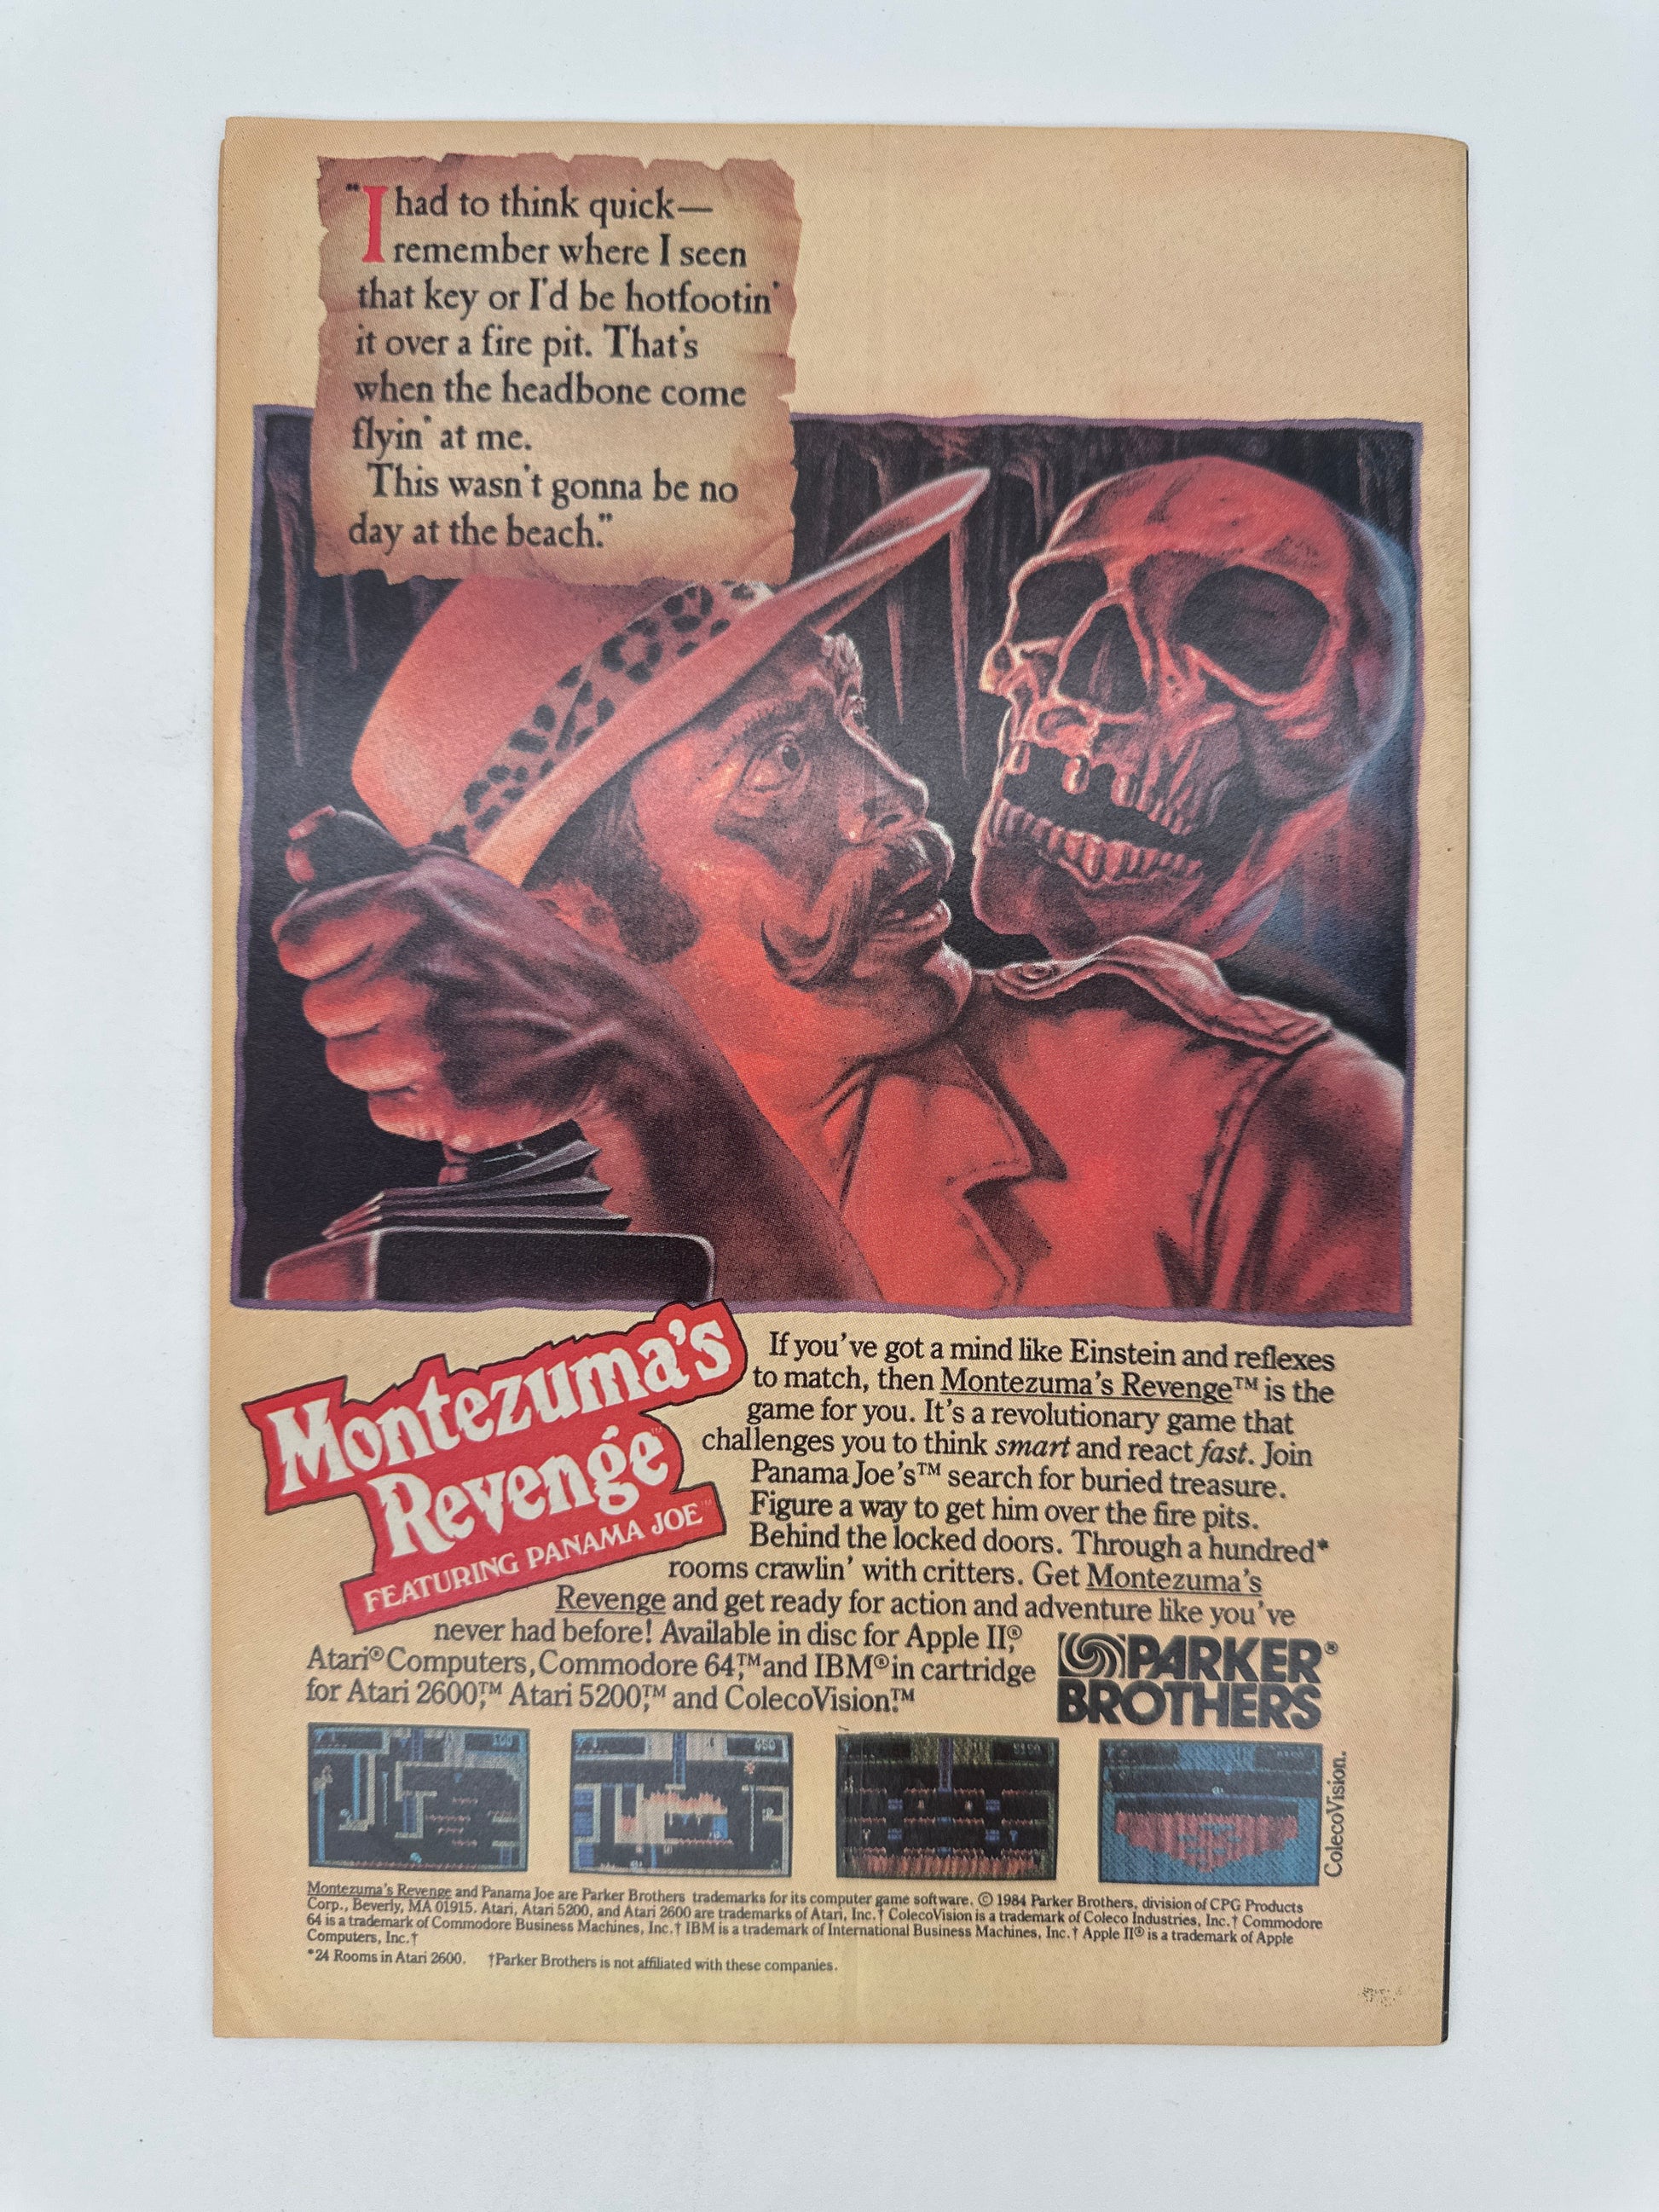 "I had to think quick—
remember where I seen
that key or I'd be hotfootin'
it over a fire pit. That's
when the headbone come
flyin' at me.
This wasn't gonna be no
day at the beach."
Montezuma's
Revenge™
FEATURING PANAMA JOE™
If you've got a mind like Einstein and reflexes
to match, then Montezuma's Revenge™ is the
game for you. It's a revolutionary game that
challenges you to think smart and react fast. Join
Panama Joe's™ search for buried treasure.
Figure a way to get him over the fire pits.
Behind the locked doors. Through a hundred*
rooms crawlin' with critters. Get Montezuma's
Revenge and get ready for action and adventure like you've
never had before! Available in disc for Apple II,®
Atari® Computers, Commodore 64,™ and IBM® in cartridge
for Atari 2600,™ Atari 5200,™ and ColecoVision.™
PARKER®
BROTHERS
100
ColecoVision.
Montezuma's Revenge and Panama Joe are Parker Brothers trademarks for its computer game software. © 1984 Parker Brothers, division of CPG Products
Corp., Beverly, MA 01915. Atari, Atari 5200, and Atari 2600 are trademarks of Atari, Inc.† ColecoVision is a trademark of Coleco Industries, Inc.† Commodore
64 is a trademark of Commodore Business Machines, Inc.† IBM is a trademark of International Business Machines, Inc.† Apple II® is a trademark of Apple
Computers, Inc.†
*24 Rooms in Atari 2600. †Parker Brothers is not affiliated with these companies.